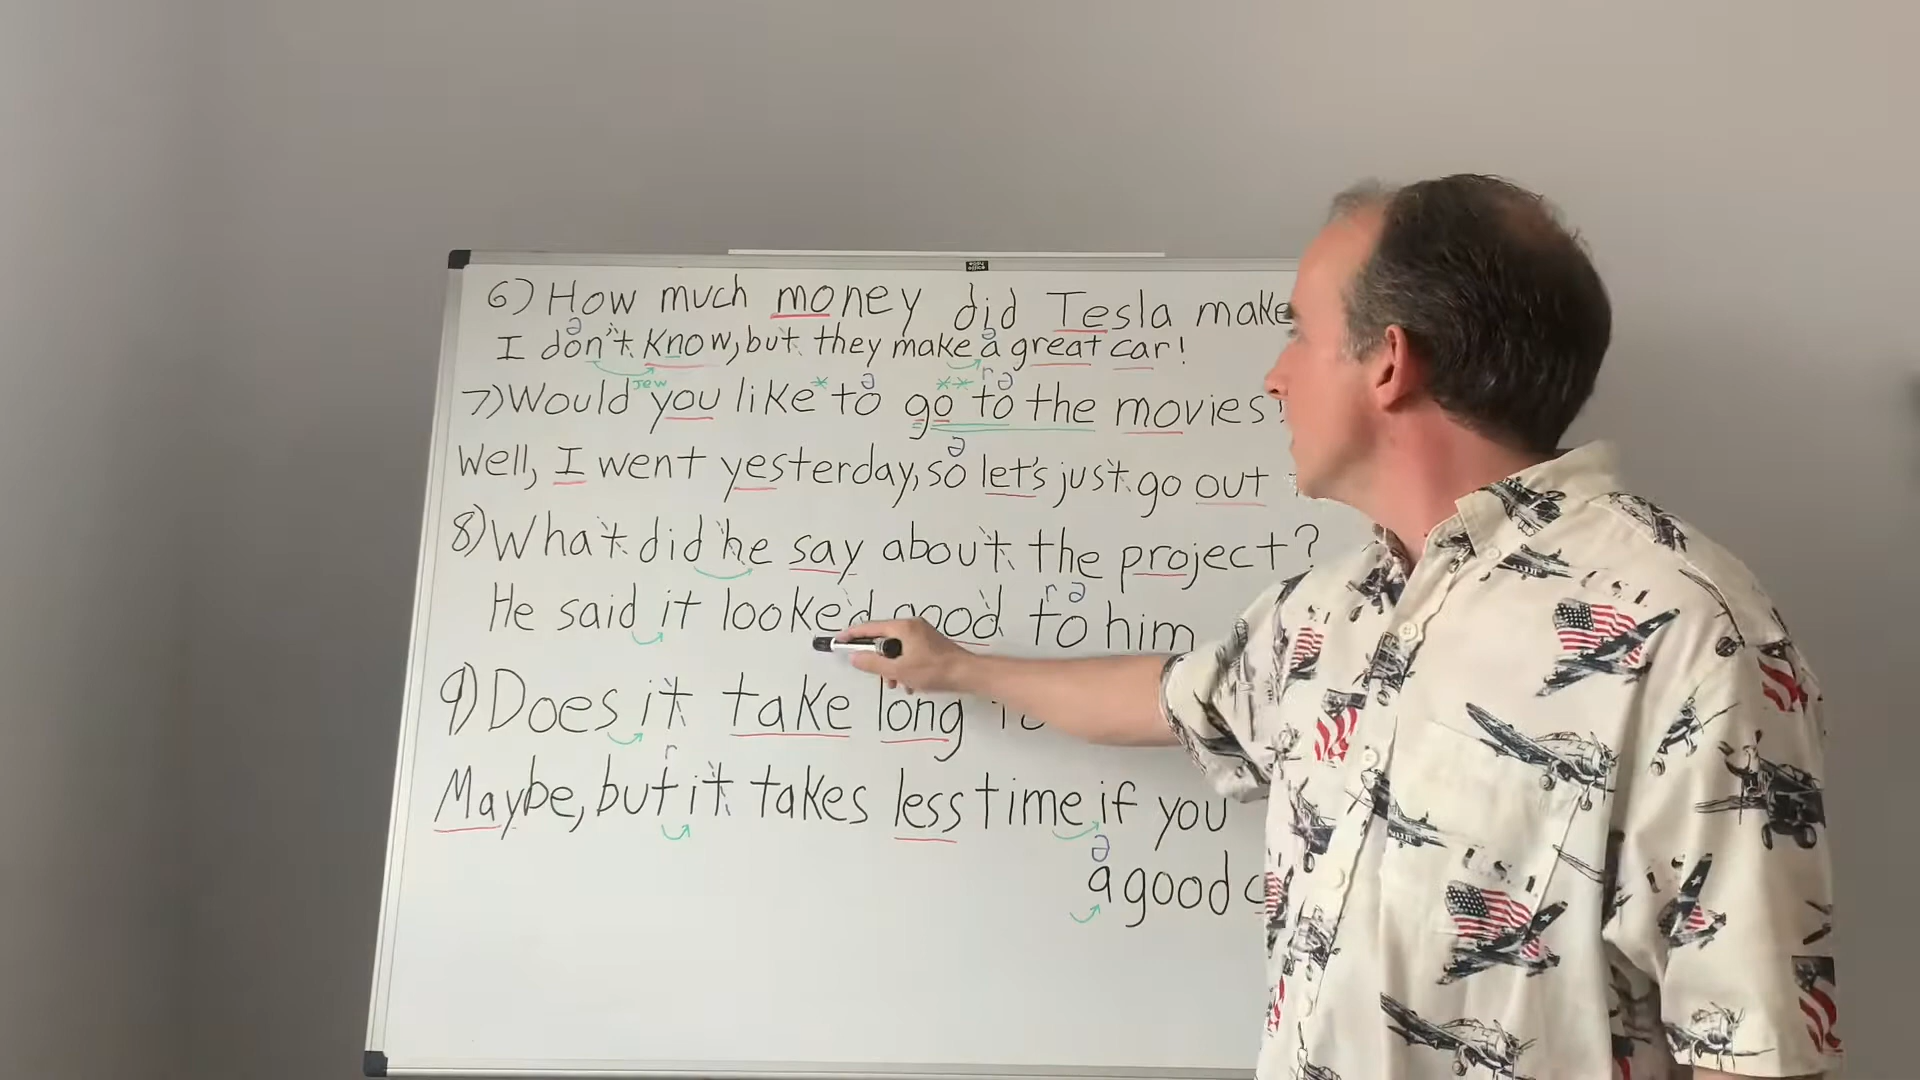 6) How much money did Tesla make
ə ə
I don't know, but they make a great car!
Jew * ə ** r ə
7) Would you like to go to the movies?
ə
Well, I went yesterday, so let's just go out
8) What did he say about the project?
r ə
He said it looked good to him
9) Does it take long to
r
Maybe, but it takes less time if you
ə
a good
U.S.
U.S.